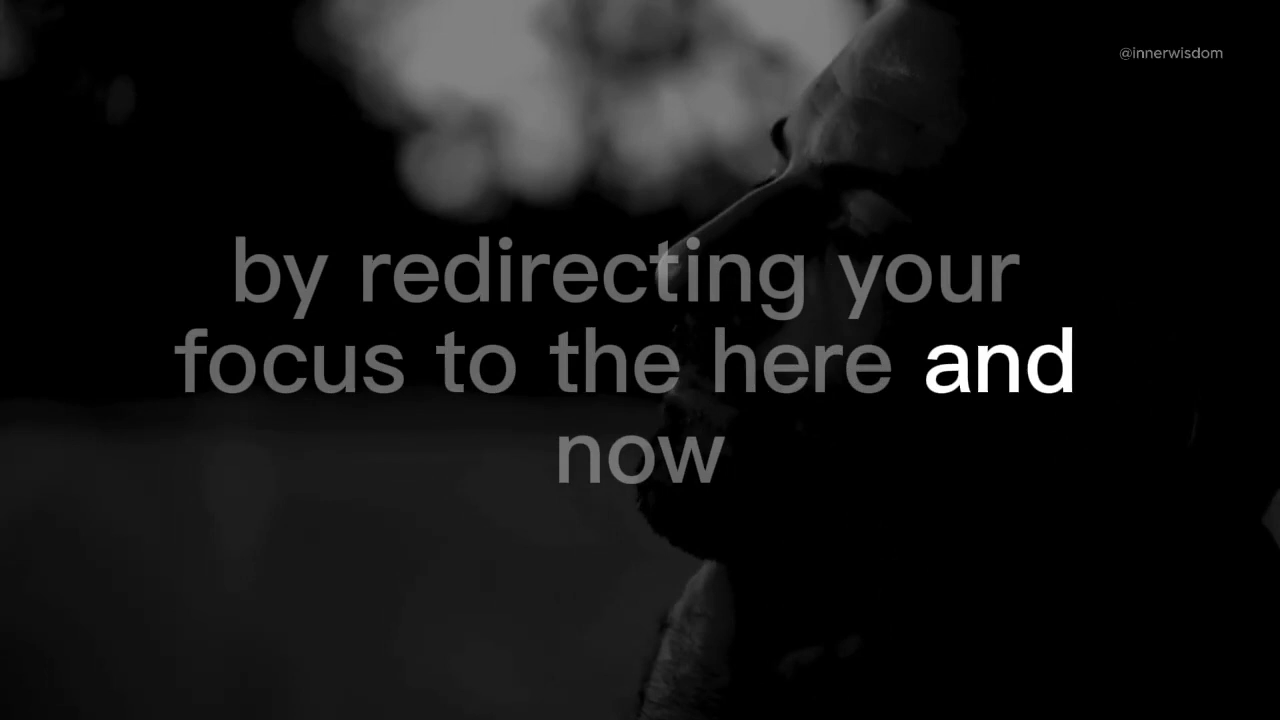 @innerwisdom
by redirecting your
focus to the here and
now